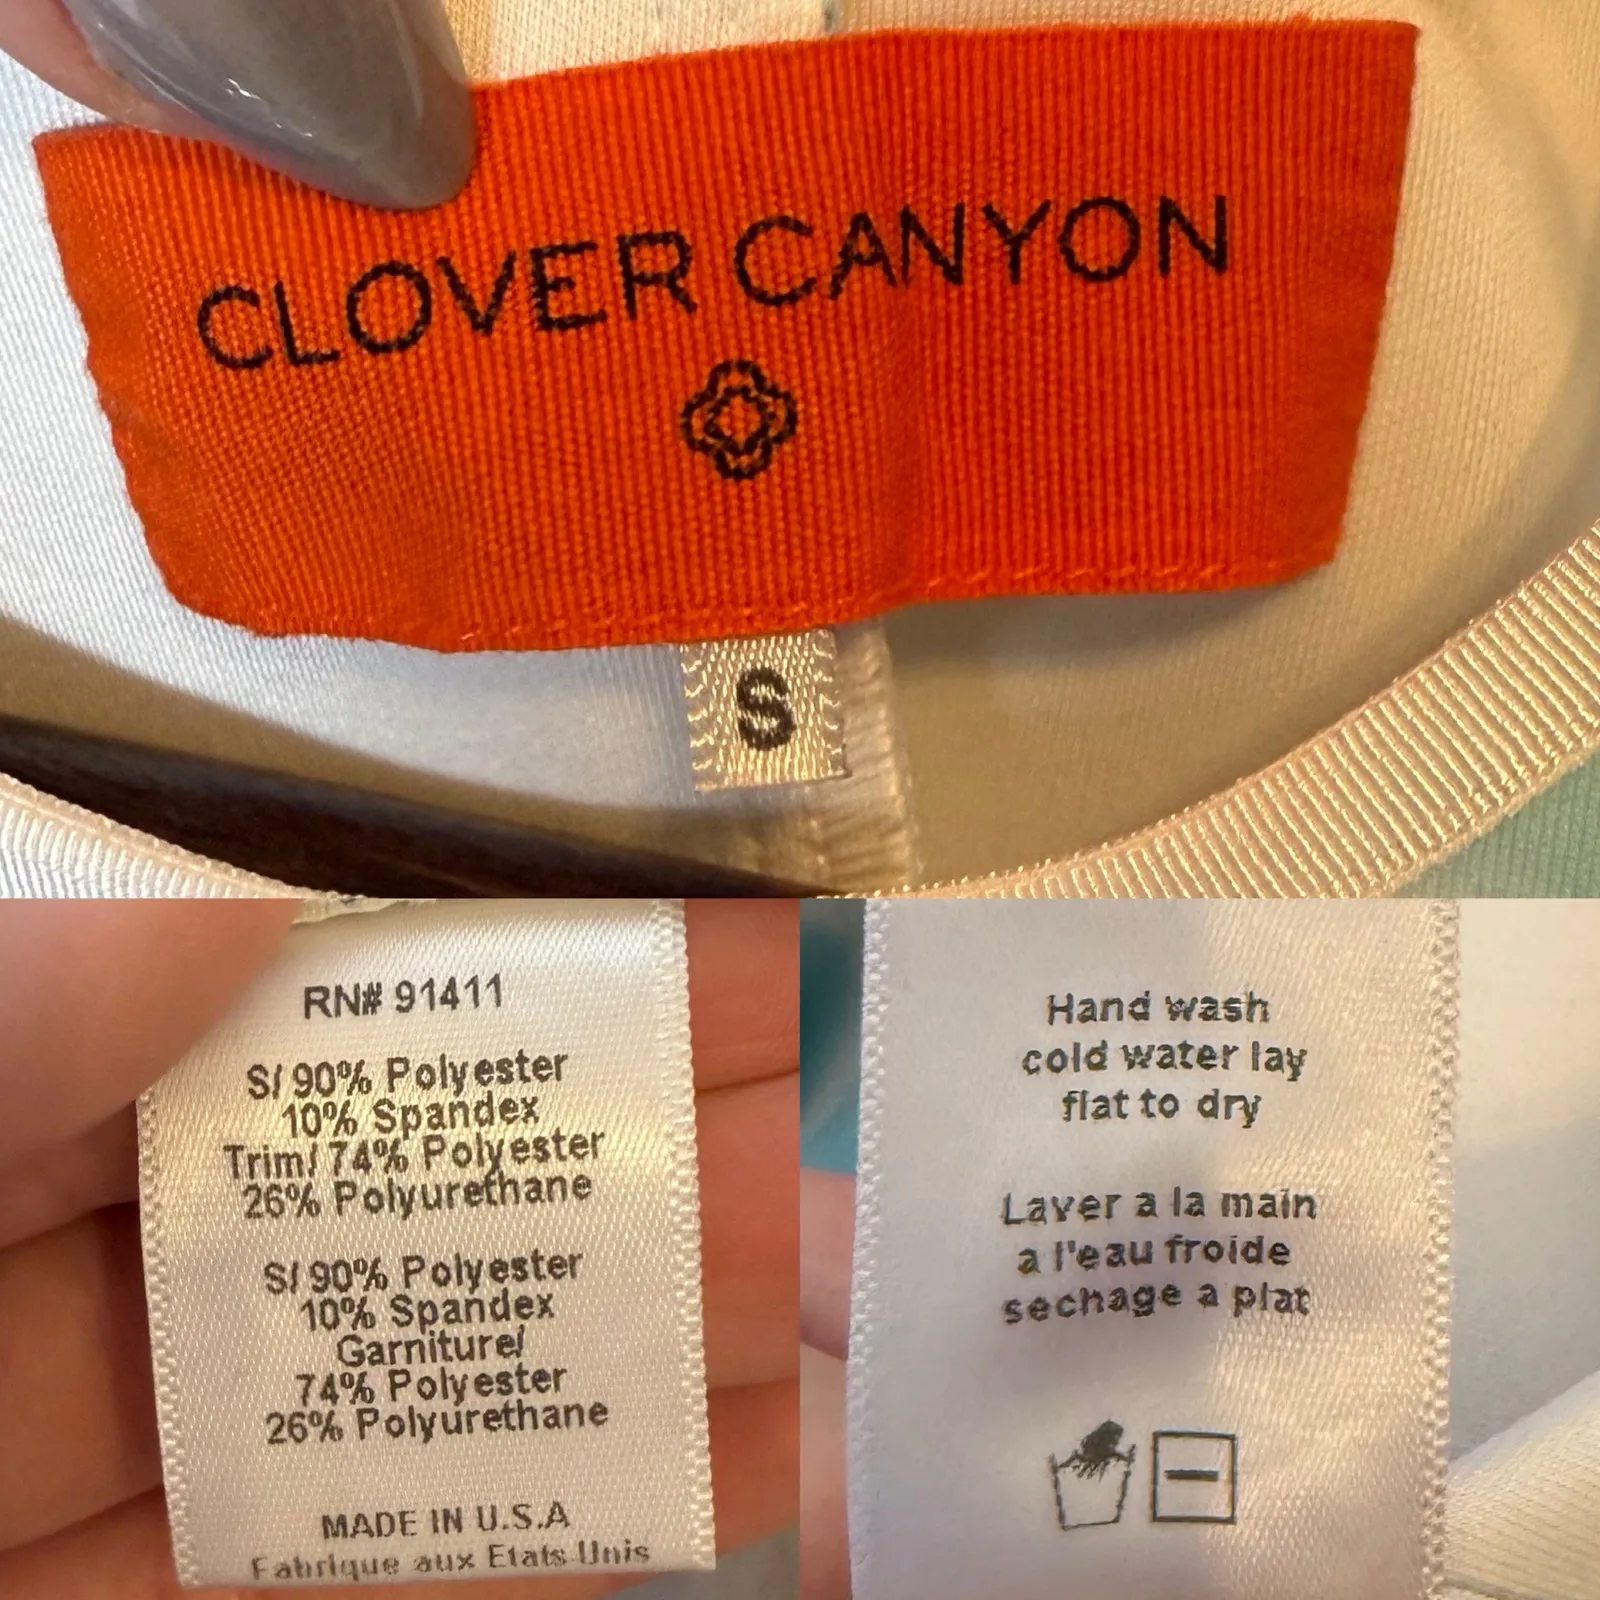 CLOVER CANYON
S
RN# 91411
S/ 90% Polyester
10% Spandex
Trim/ 74% Polyester
26% Polyurethane
S/ 90% Polyester
10% Spandex
Garniture/
74% Polyester
26% Polyurethane
MADE IN U.S.A
Fabrique aux Etats Unis
Hand wash
cold water lay
flat to dry
Laver a la main
a l'eau froide
sechage a plat